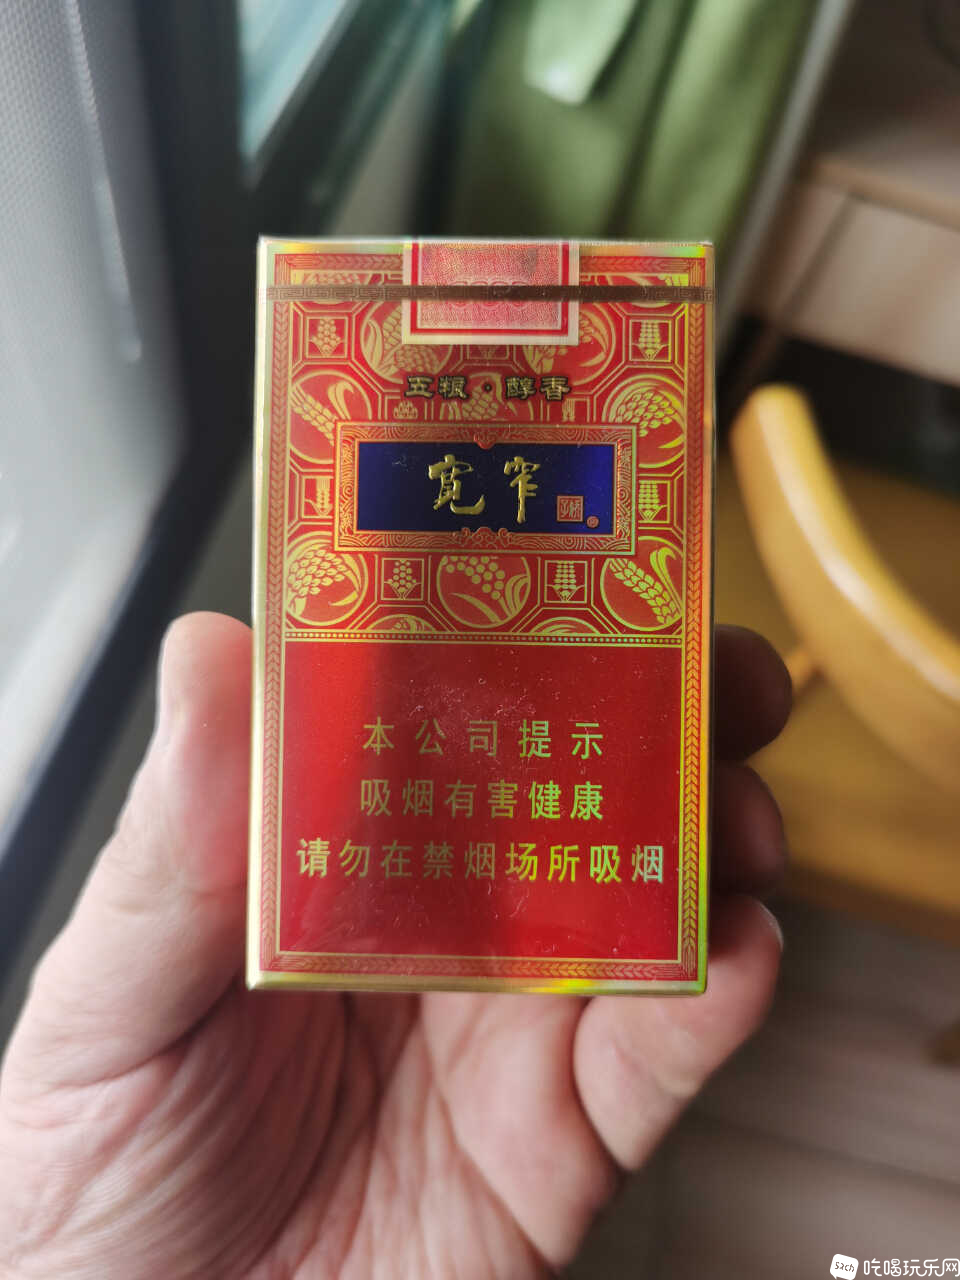 五粮·醇香
宽窄
本公司提示
吸烟有害健康
请勿在禁烟场所吸烟
吃喝玩乐网